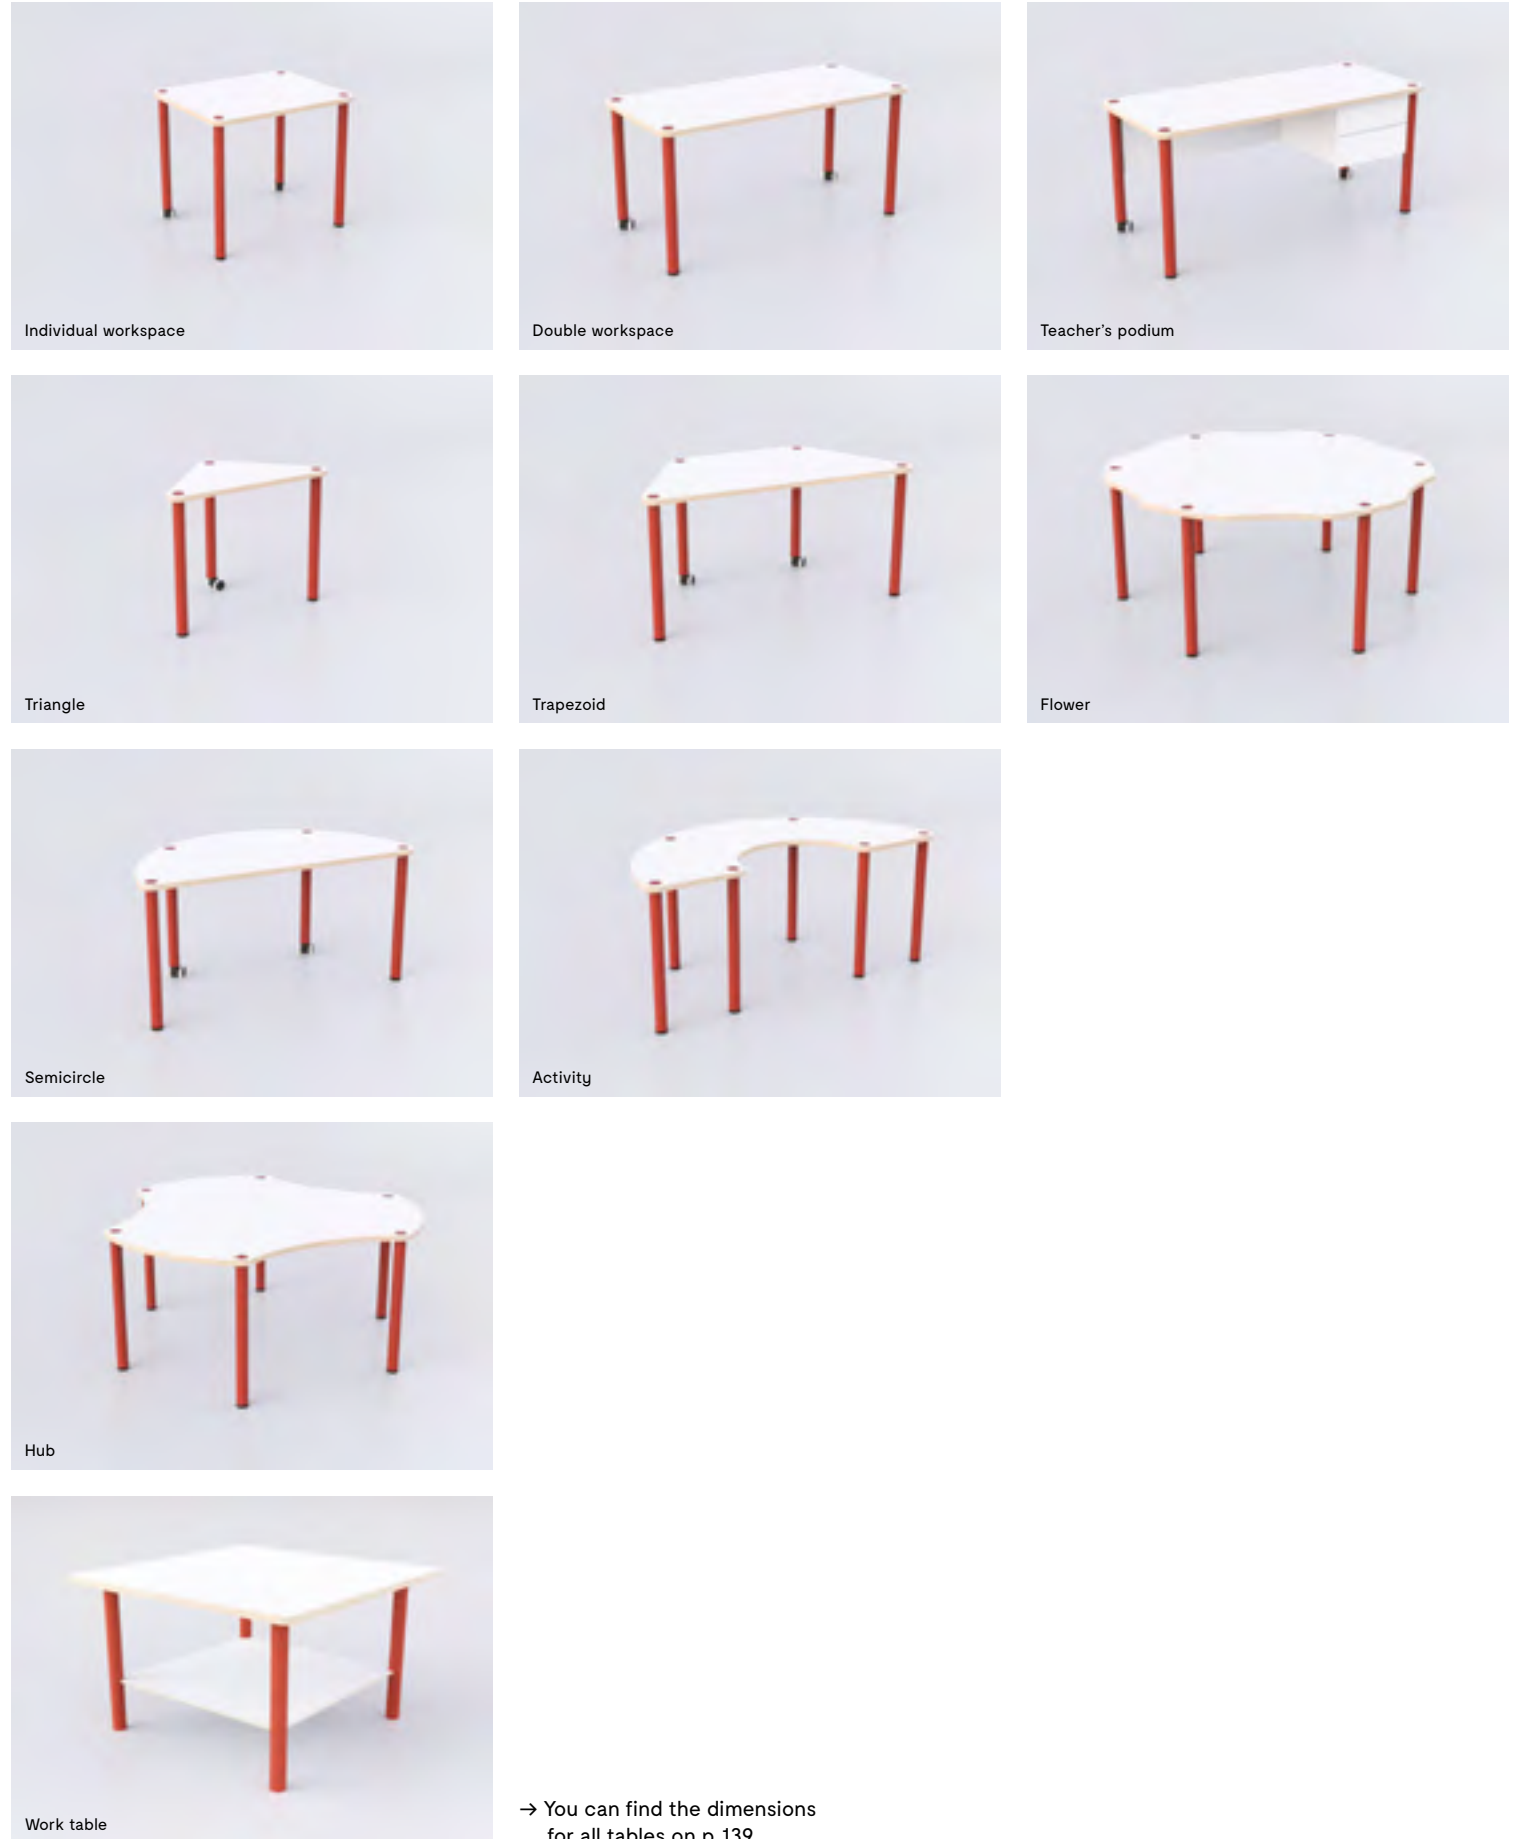 Individual workspace
Double workspace
Teacher's podium
Triangle
Trapezoid
Flower
Semicircle
Activity
Hub
Work table
→ You can find the dimensions
for all tables on p.139